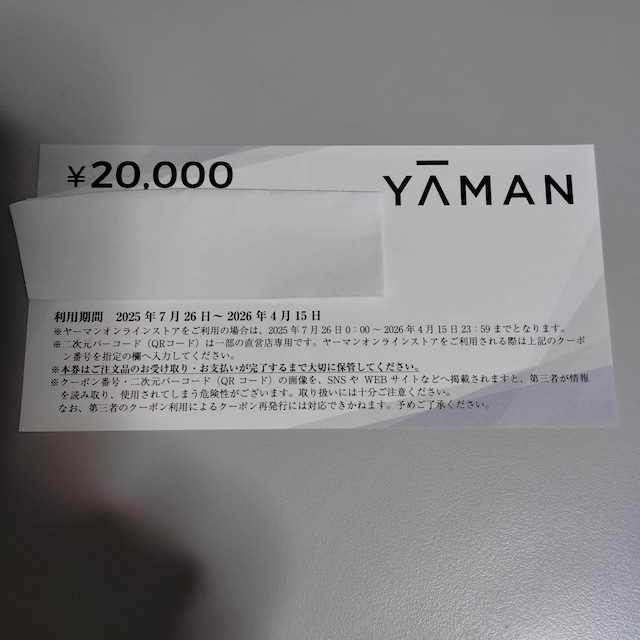 ¥20,000
YĀMAN
利用期間　2025年7月26日～2026年4月15日
※ヤーマンオンラインストアをご利用の場合は、2025年7月26日0：00～2026年4月15日23：59までとなります。
※二次元バーコード（QRコード）は一部の直営店専用です。ヤーマンオンラインストアをご利用される際は上記のクーポ
ン番号を指定の欄へ入力してください。
※本券はご注文品のお受け取り・お支払いが完了するまで大切に保管してください。
※クーポン番号・二次元バーコード（QRコード）の画像を、SNSやWEBサイトなどへ掲載されますと、第三者が情報
を読み取り、使用されてしまう危険性がございます。取り扱いには十分ご注意ください。
なお、第三者のクーポン利用によるクーポン再発行には対応できかねます。予めご了承ください。